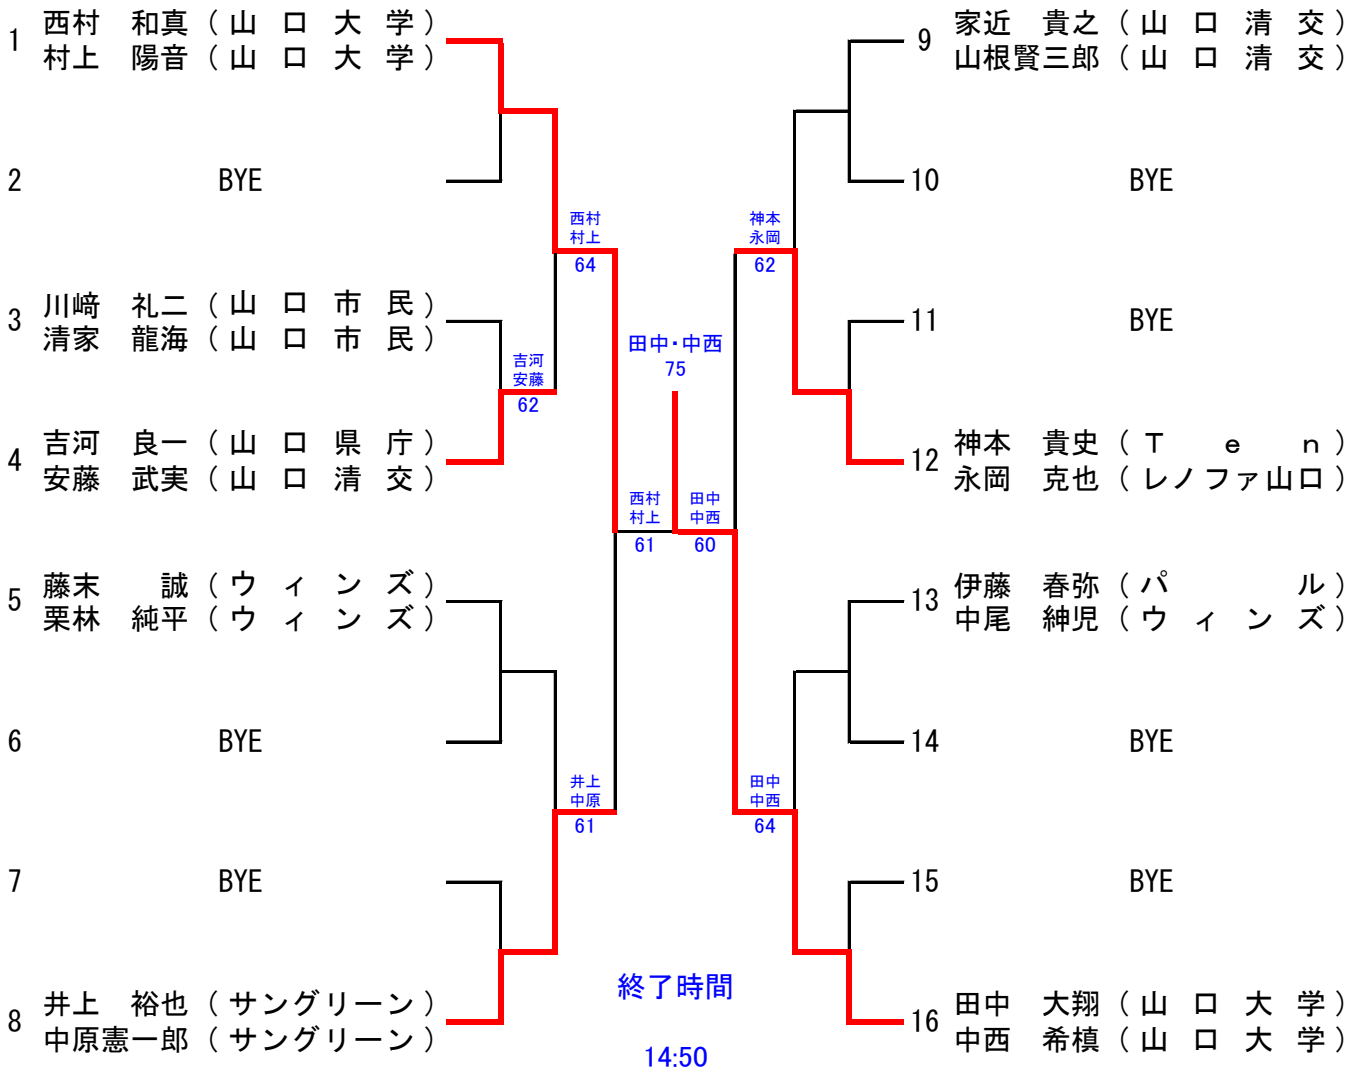 1 西村 和真（山口大学）
村上 陽音（山口大学）
2 BYE
3 川﨑 礼二（山口市民）
清家 龍海（山口市民）
4 吉河 良一（山口県庁）
安藤 武実（山口清交）
5 藤末 誠（ウィンズ）
栗林 純平（ウィンズ）
6 BYE
7 BYE
8 井上 裕也（サングリーン）
中原憲一郎（サングリーン）
吉河
安藤
62
西村
村上
64
井上
中原
61
西村
村上
61
田中・中西
75
田中
中西
60
神本
永岡
62
田中
中西
64
終了時間
14:50
9 家近 貴之（山口清交）
山根賢三郎（山口清交）
10 BYE
11 BYE
12 神本 貴史（Ｔｅｎ）
永岡 克也（レノファ山口）
13 伊藤 春弥（パル）
中尾 紳児（ウィンズ）
14 BYE
15 BYE
16 田中 大翔（山口大学）
中西 希槙（山口大学）